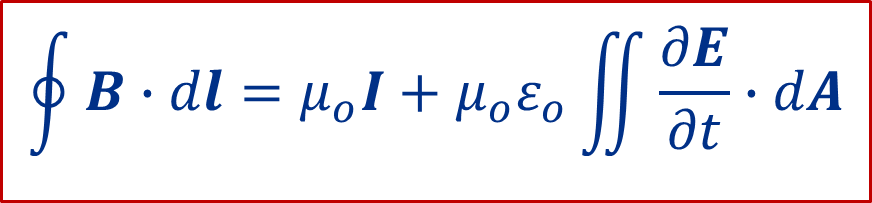 ∮ B · dl = μₒI + μₒεₒ ∬ ∂E/∂t · dA